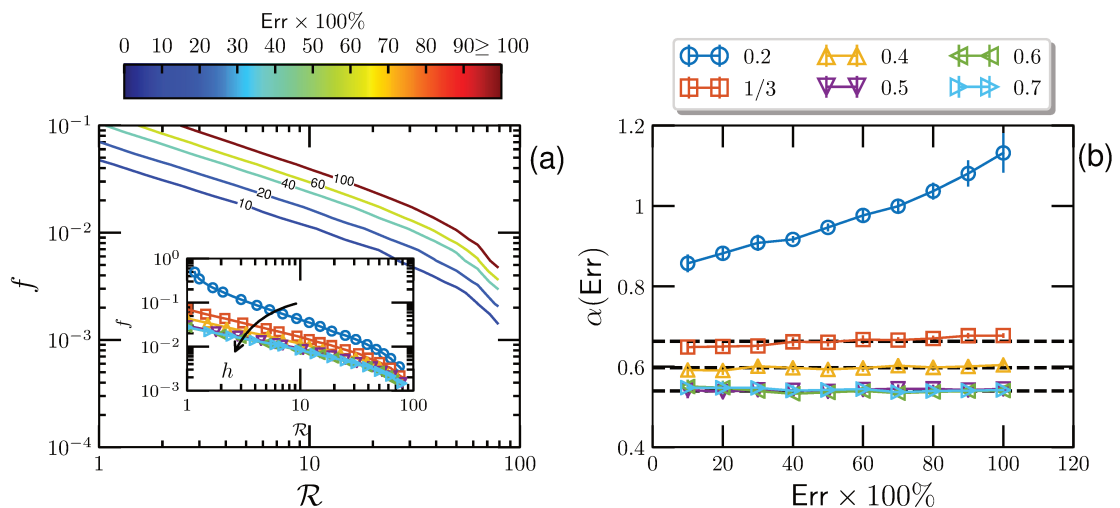 Err × 100%
0 10 20 30 40 50 60 70 80 90 ≥ 100
(a)
10⁻¹
10⁻²
10⁻³
10⁻⁴
f
10 20 40 60 100
10⁰
10⁻¹
10⁻²
10⁻³
f
h
1 10 100
ℛ
1 10 100
ℛ
0.2 0.4 0.6
1/3 0.5 0.7
(b)
1.2
1
0.8
0.6
0.4
α(Err)
0 20 40 60 80 100 120
Err × 100%